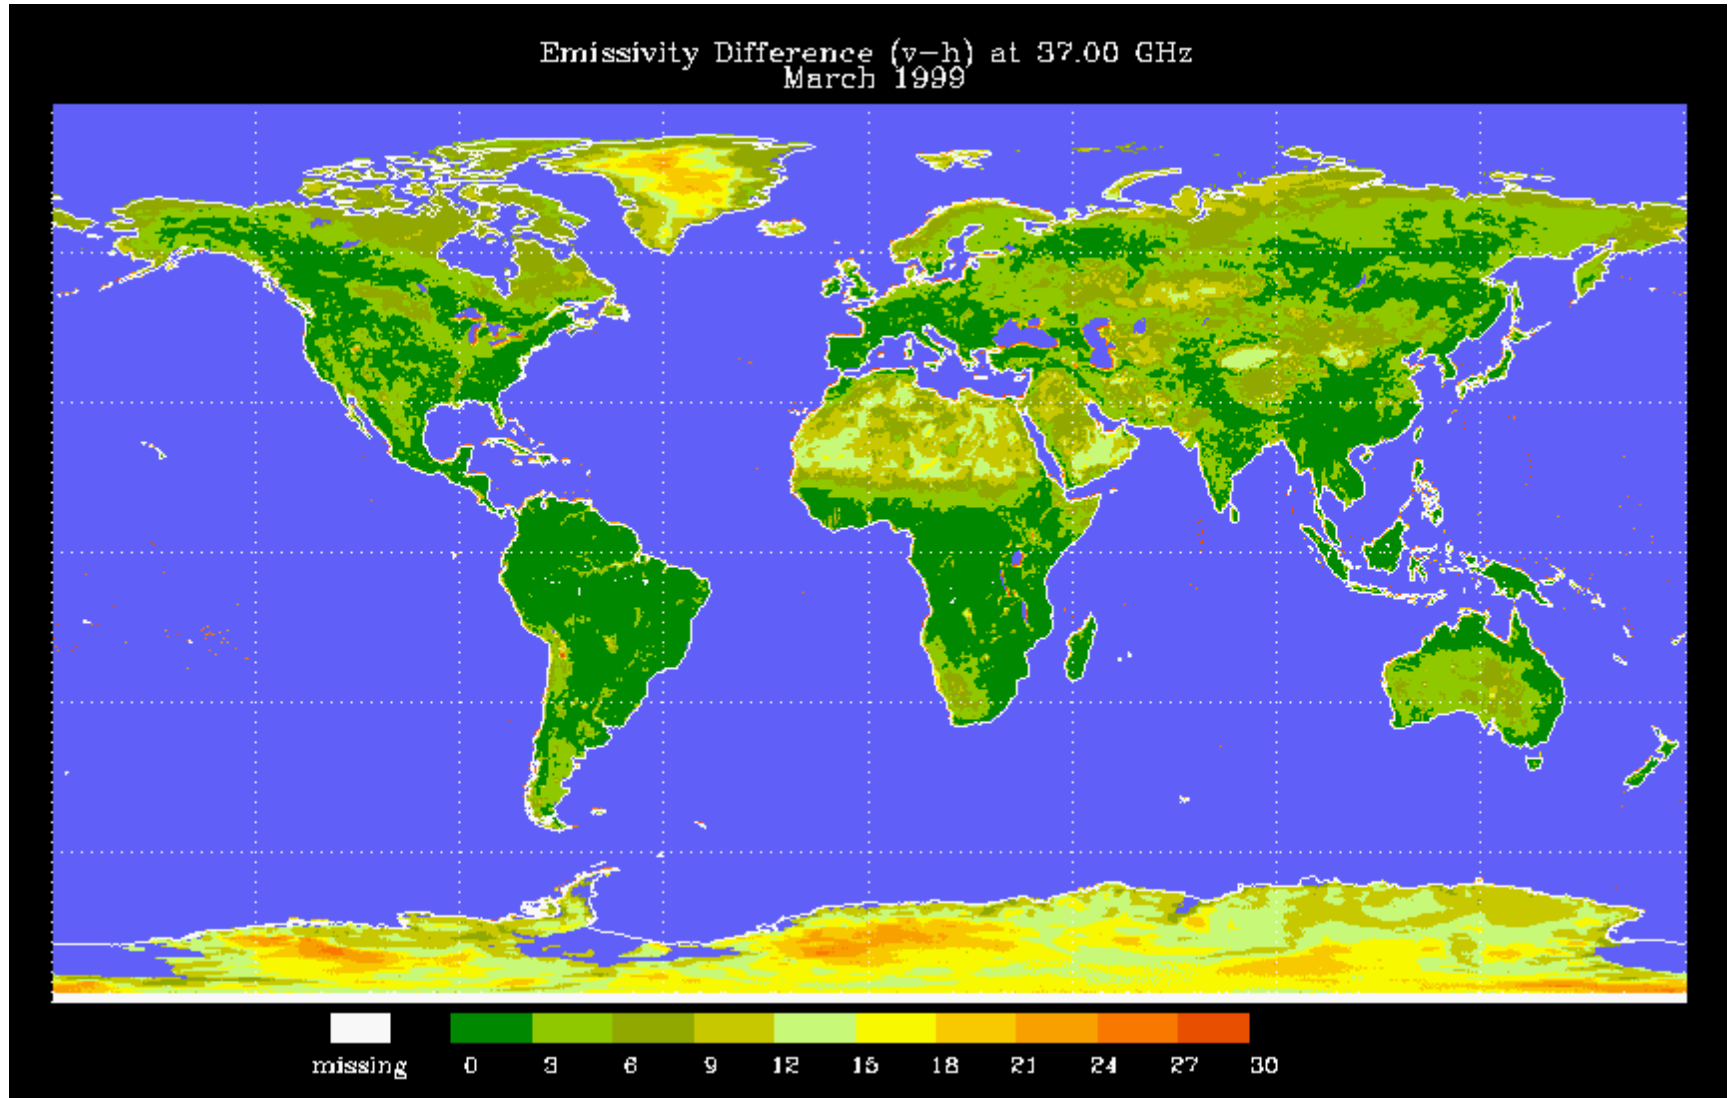 Emissivity Difference (v-h) at 37.00 GHz
March 1999
missing 0 3 6 9 12 15 18 21 24 27 30